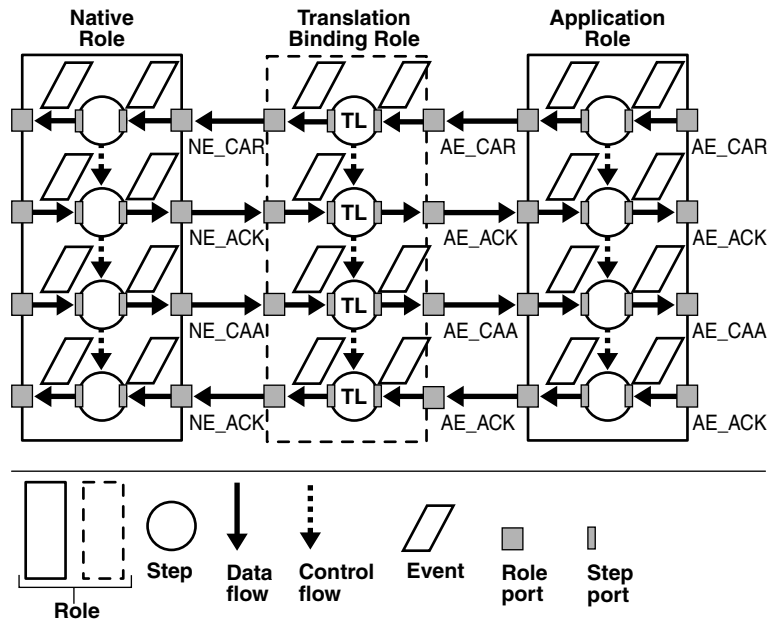 Native
Role
Translation
Binding Role
Application
Role
TL
NE_CAR
AE_CAR
AE_CAR
TL
NE_ACK
AE_ACK
AE_ACK
TL
NE_CAA
AE_CAA
AE_CAA
TL
NE_ACK
AE_ACK
AE_ACK
Role
Step
Data
flow
Control
flow
Event
Role
port
Step
port